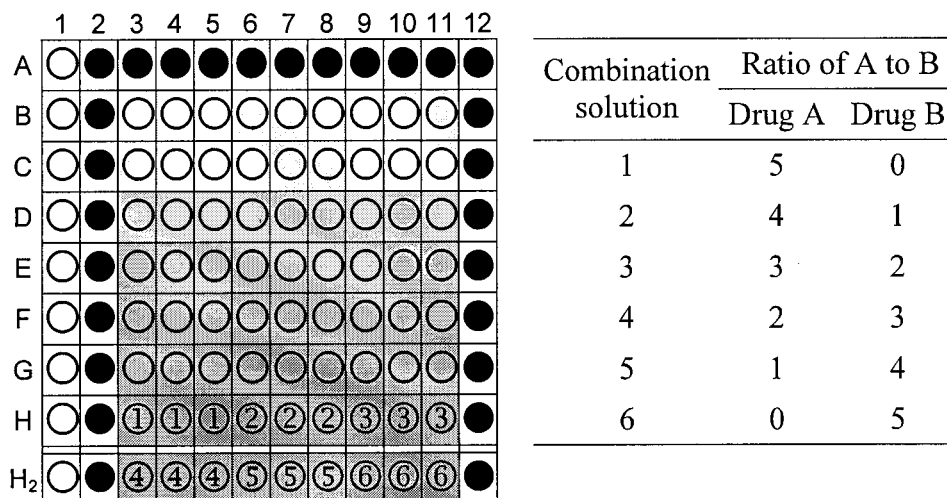 1 2 3 4 5 6 7 8 9 10 11 12
A
B
C
D
E
F
G
H ① ① ① ② ② ② ③ ③ ③
H₂ ④ ④ ④ ⑤ ⑤ ⑤ ⑥ ⑥ ⑥
Combination solution
Ratio of A to B
Drug A Drug B
1 5 0
2 4 1
3 3 2
4 2 3
5 1 4
6 0 5